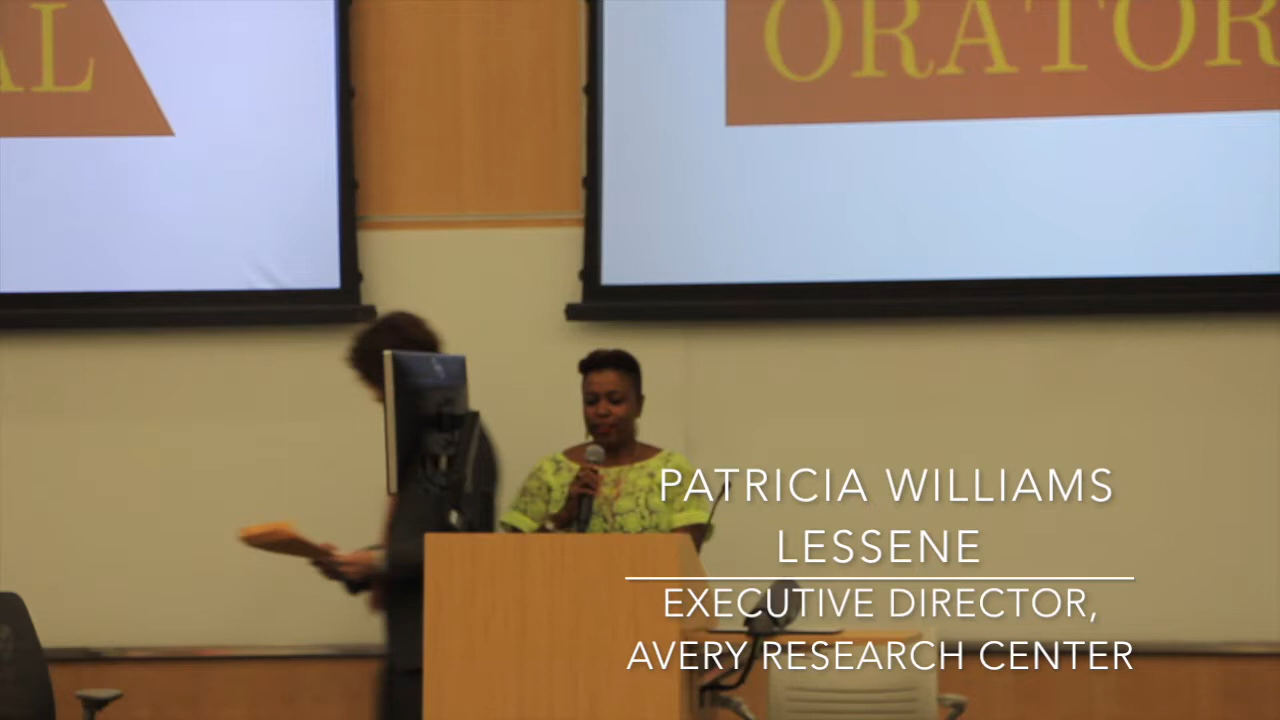 AL
ORATOR
PATRICIA WILLIAMS
LESSENE
EXECUTIVE DIRECTOR,
AVERY RESEARCH CENTER